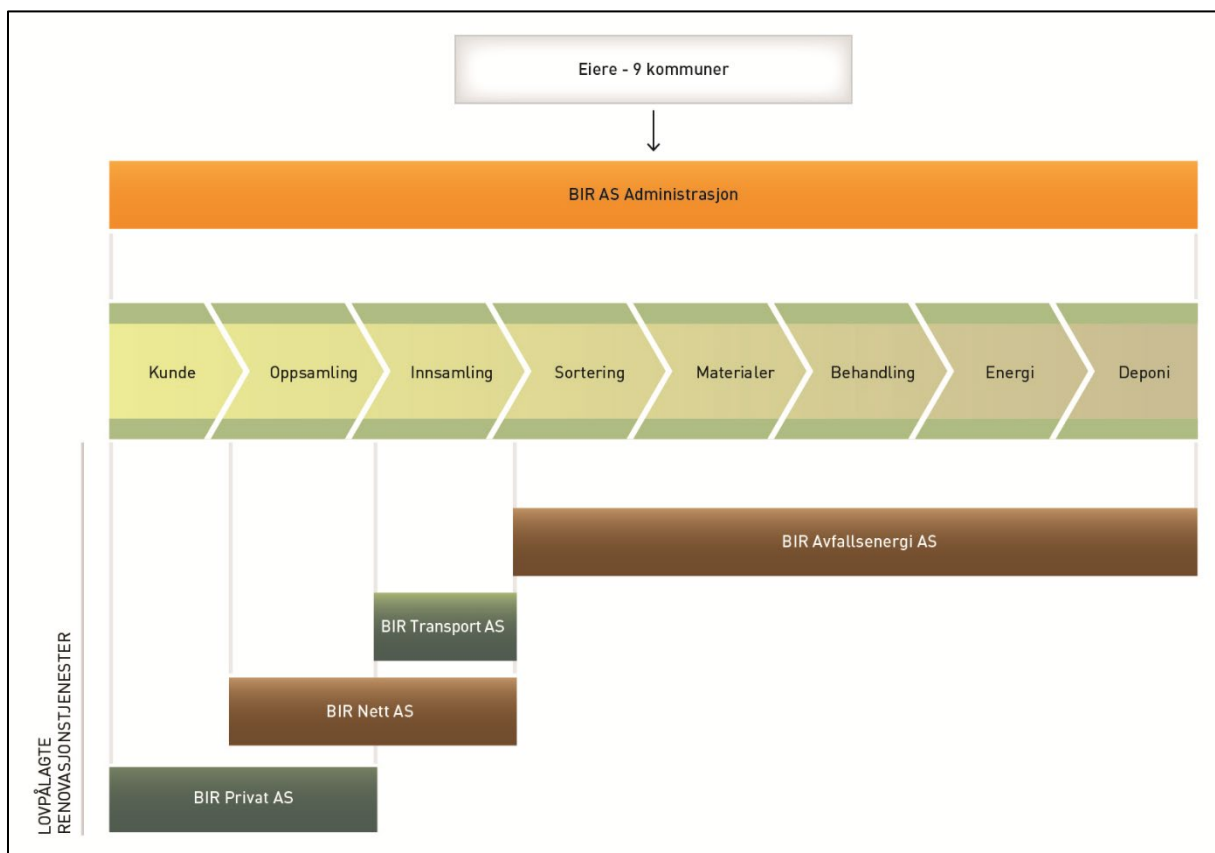 Eiere - 9 kommuner
BIR AS Administrasjon
Kunde
Oppsamling
Innsamling
Sortering
Materialer
Behandling
Energi
Deponi
BIR Avfallsenergi AS
BIR Transport AS
BIR Nett AS
BIR Privat AS
LOVPÅLAGTE
RENOVASJONSTJENESTER